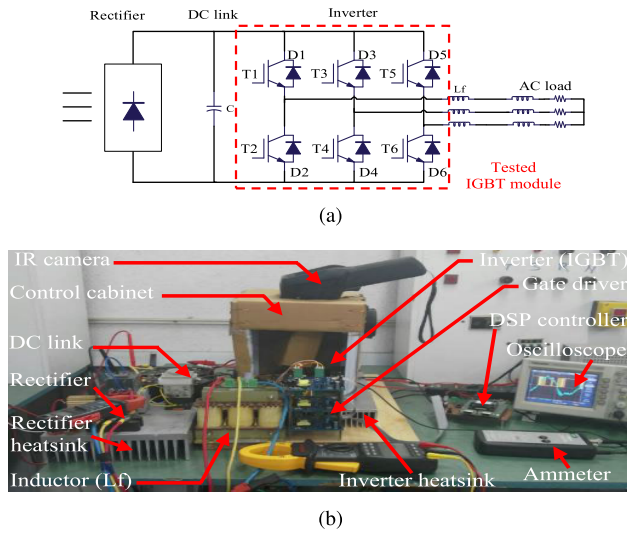 Rectifier DC link Inverter
D1 D3 D5
T1 T3 T5
Lf AC load
C
T2 T4 T6
D2 D4 D6
Tested
IGBT module
(a)
IR camera
Control cabinet
DC link
Rectifier
Rectifier
heatsink
Inductor (Lf)
Inverter (IGBT)
Gate driver
DSP controller
Oscilloscope
Inverter heatsink
Ammeter
(b)